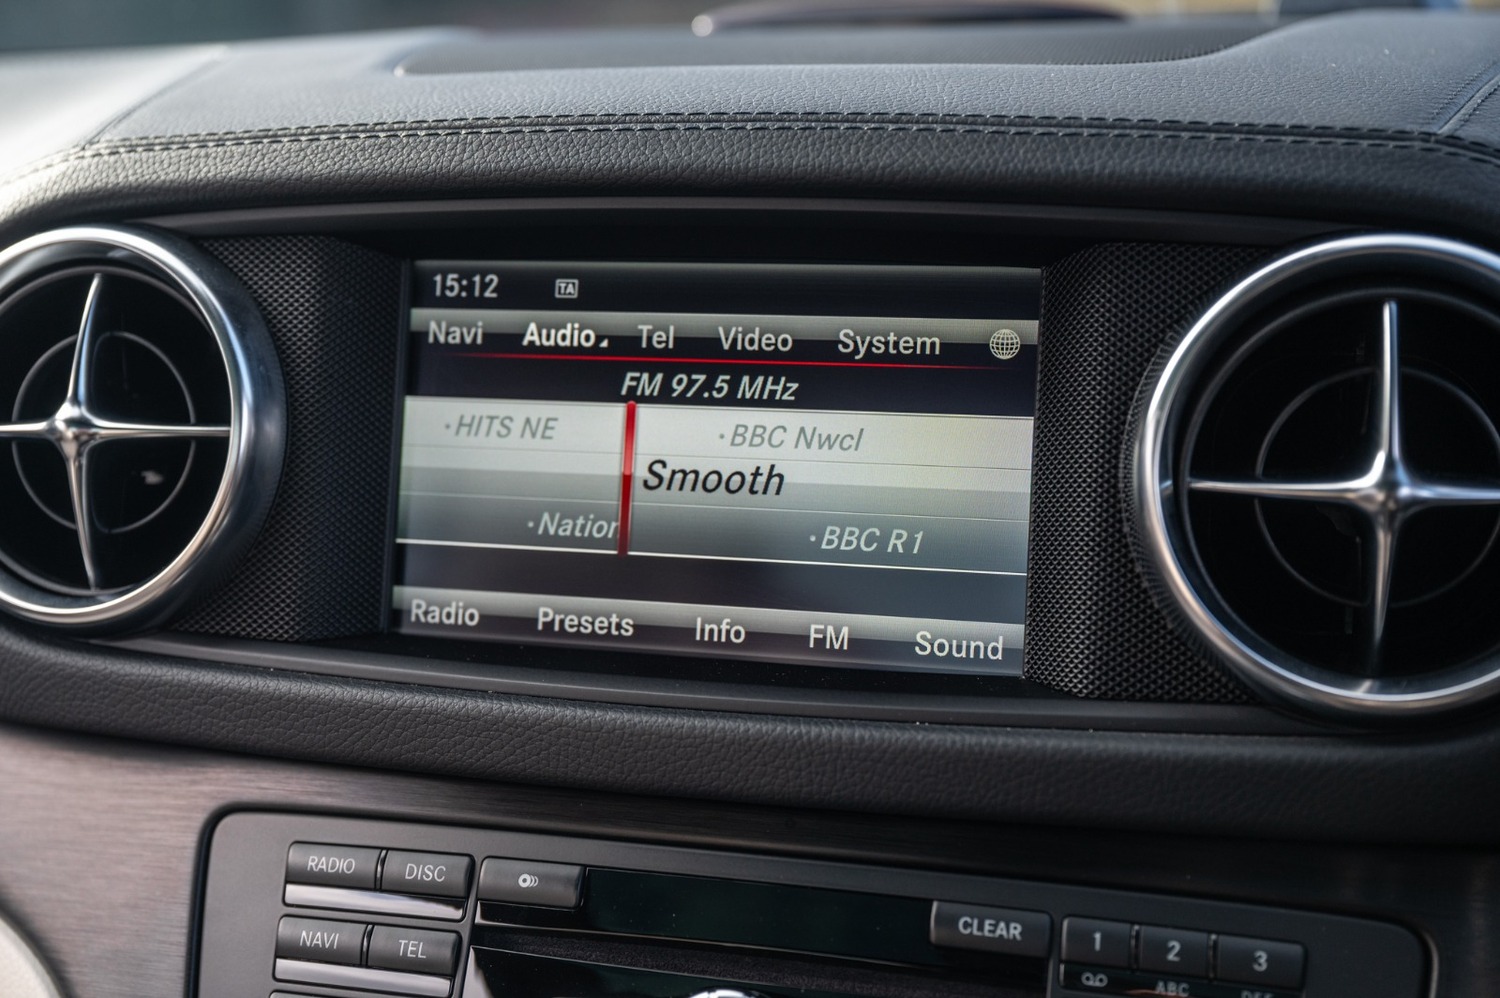 15:12 TA
Navi Audio Tel Video System
FM 97.5 MHz
·HITS NE ·BBC Nwcl
Smooth
·Nation ·BBC R1
Radio Presets Info FM Sound
RADIO DISC
CLEAR 1 2 3
NAVI TEL
ABC